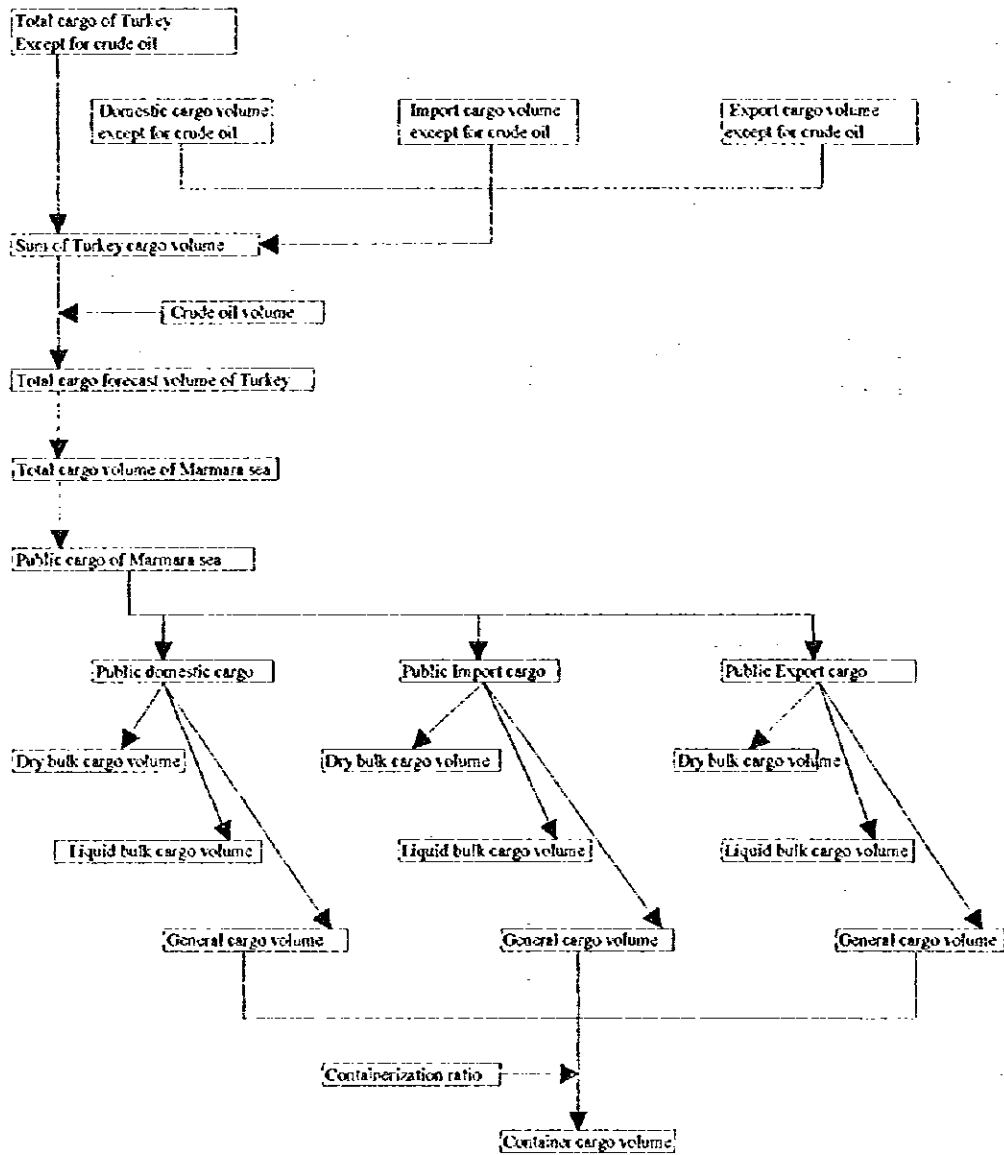 Total cargo of Turkey
Except for crude oil
Domestic cargo volume
except for crude oil
Import cargo volume
except for crude oil
Export cargo volume
except for crude oil
Sum of Turkey cargo volume
Crude oil volume
Total cargo forecast volume of Turkey
Total cargo volume of Marmara sea
Public cargo of Marmara sea
Public domestic cargo
Public Import cargo
Public Export cargo
Dry bulk cargo volume
Dry bulk cargo volume
Dry bulk cargo volume
Liquid bulk cargo volume
Liquid bulk cargo volume
Liquid bulk cargo volume
General cargo volume
General cargo volume
General cargo volume
Containerization ratio
Container cargo volume